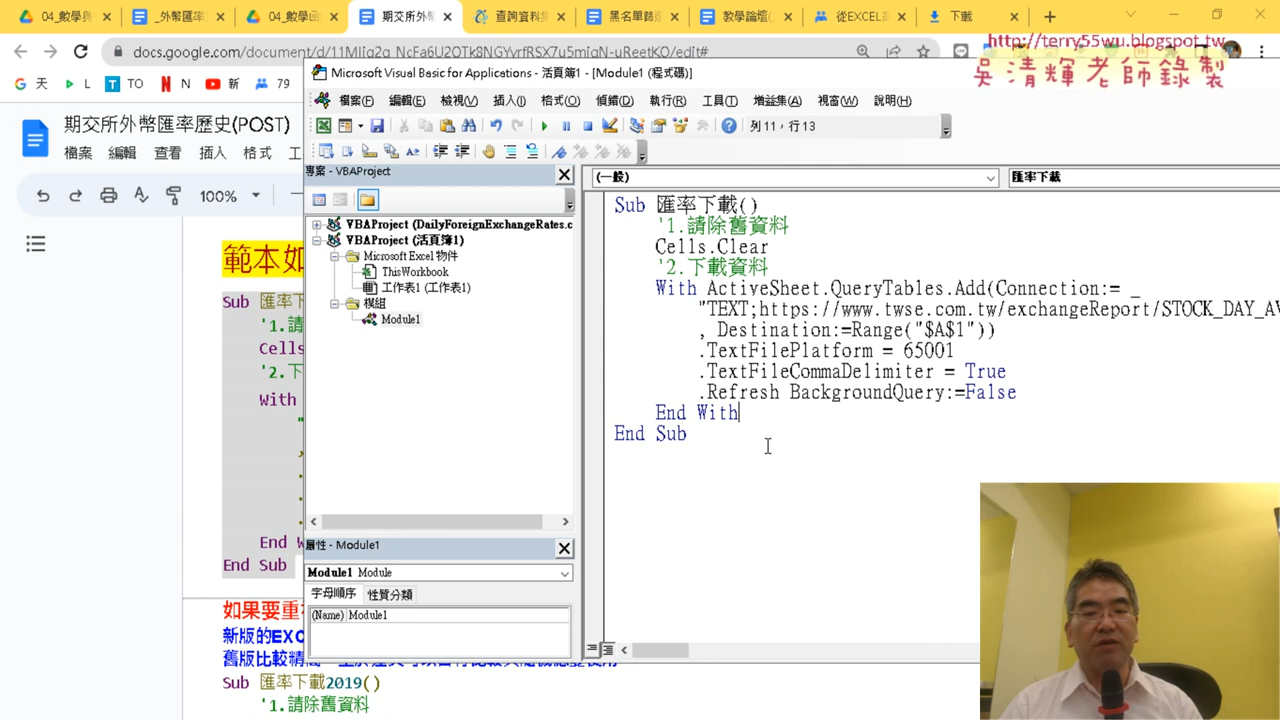 04_數學與
_外幣匯率
04_數學函
期交所外
查詢資料
黑名單篩
教學論壇(
從EXCEL高
下載
docs.google.com/document/d/11MIig2q_NcFa6U2OTk8NGYvrfRSX7u5miqN-uReetKQ/edit#
http://terry55wu.blogspot.tw
吳清輝老師錄製
天
L
TO
N
新
79
期交所外幣匯率歷史(POST)
檔案 編輯 查看 插入 格式 工
100%
範本如
Sub 匯率
'1.請
Cells
'2.下
With
End W
End Sub
如果要重
新版的EXC
Sub 匯率下載2019()
'1.請除舊資料
Microsoft Visual Basic for Applications - 活頁簿1 - [Module1 (程式碼)]
檔案(F) 編輯(E) 檢視(V) 插入(I) 格式(O) 偵錯(D) 執行(R) 工具(T) 增益集(A) 視窗(W) 說明(H)
列 11，行 13
專案 - VBAProject
VBAProject (DailyForeignExchangeRates.c
VBAProject (活頁簿1)
Microsoft Excel 物件
ThisWorkbook
工作表1 (工作表1)
模組
Module1
屬性 - Module1
Module1 Module
字母順序 性質分類
(Name) Module1
(一般)
匯率下載
Sub 匯率下載()
'1.請除舊資料
Cells.Clear
'2.下載資料
With ActiveSheet.QueryTables.Add(Connection:= _
"TEXT;https://www.twse.com.tw/exchangeReport/STOCK_DAY_AV
, Destination:=Range("$A$1"))
.TextFilePlatform = 65001
.TextFileCommaDelimiter = True
.Refresh BackgroundQuery:=False
End With
End Sub